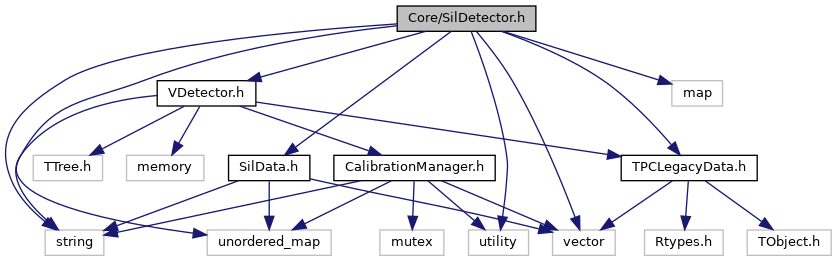 Core/SilDetector.h
VDetector.h
map
TTree.h
memory
SilData.h
CalibrationManager.h
TPCLegacyData.h
string
unordered_map
mutex
utility
vector
Rtypes.h
TObject.h